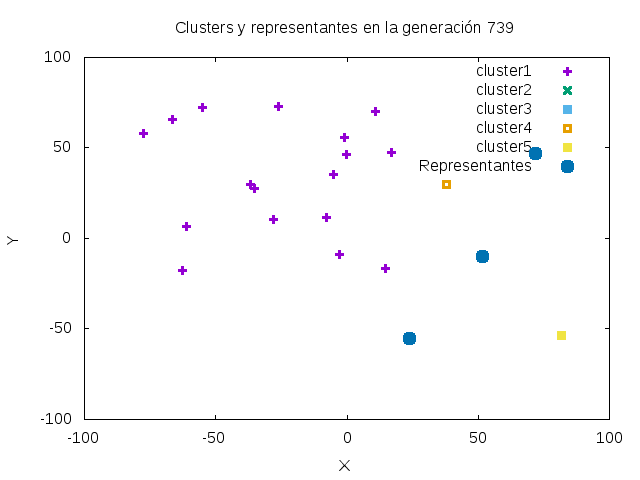 Clusters y representantes en la generación 739
100
50
0
-50
-100
-100
-50
0
50
100
Y
X
cluster1
cluster2
cluster3
cluster4
cluster5
Representantes